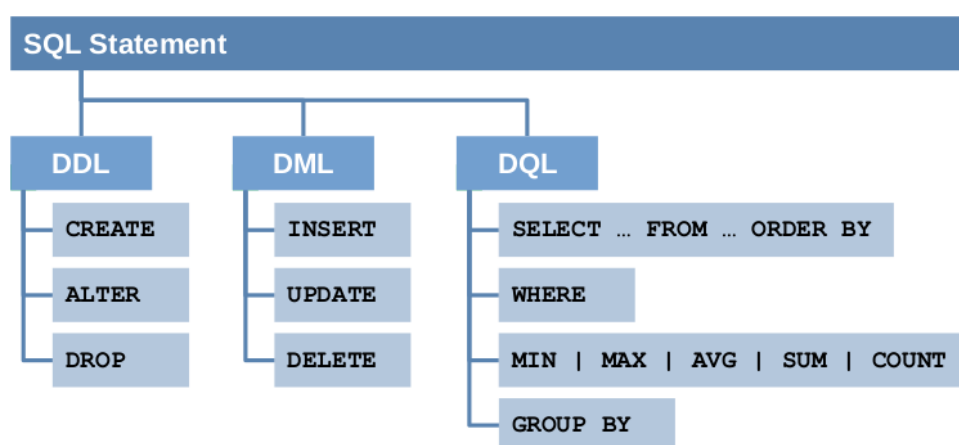 SQL Statement
DDL
DML
DQL
CREATE
INSERT
SELECT … FROM … ORDER BY
ALTER
UPDATE
WHERE
DROP
DELETE
MIN | MAX | AVG | SUM | COUNT
GROUP BY